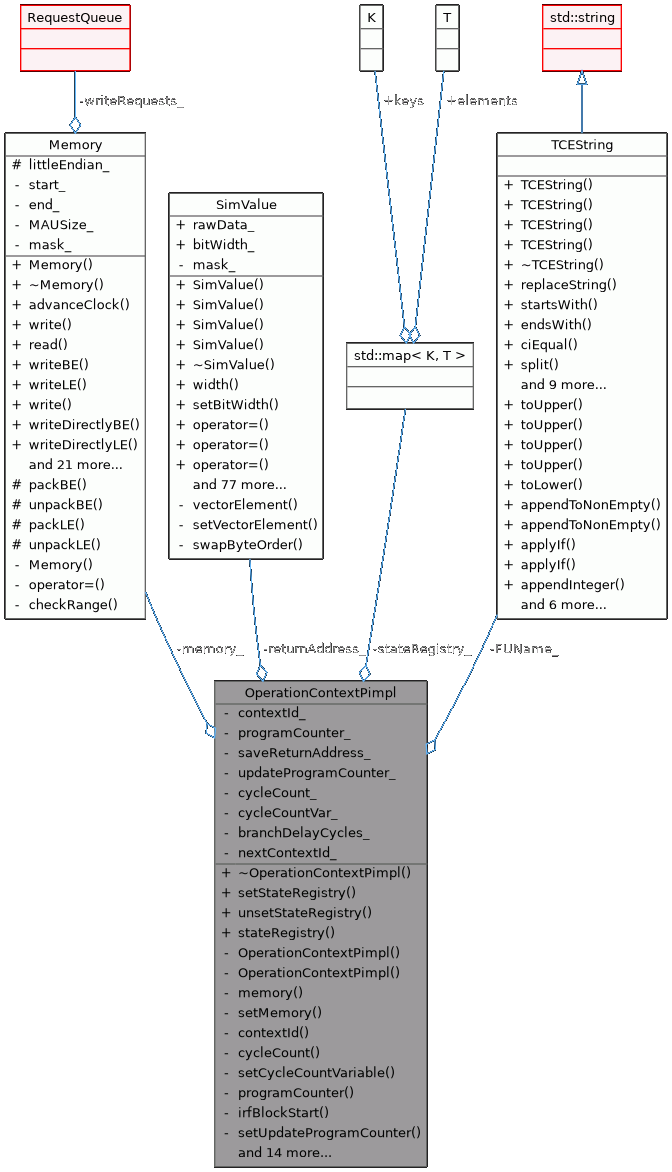 RequestQueue
K
T
std::string
-writeRequests_
+keys
+elements
Memory
# littleEndian_
- start_
- end_
- MAUSize_
- mask_
+ Memory()
+ ~Memory()
+ advanceClock()
+ write()
+ read()
+ writeBE()
+ writeLE()
+ write()
+ writeDirectlyBE()
+ writeDirectlyLE()
and 21 more...
# packBE()
# unpackBE()
# packLE()
# unpackLE()
- Memory()
- operator=()
- checkRange()
SimValue
+ rawData_
+ bitWidth_
- mask_
+ SimValue()
+ SimValue()
+ SimValue()
+ SimValue()
+ ~SimValue()
+ width()
+ setBitWidth()
+ operator=()
+ operator=()
+ operator=()
and 77 more...
- vectorElement()
- setVectorElement()
- swapByteOrder()
std::map< K, T >
TCEString
+ TCEString()
+ TCEString()
+ TCEString()
+ TCEString()
+ ~TCEString()
+ replaceString()
+ startsWith()
+ endsWith()
+ ciEqual()
+ split()
and 9 more...
+ toUpper()
+ toUpper()
+ toUpper()
+ toUpper()
+ toLower()
+ appendToNonEmpty()
+ appendToNonEmpty()
+ applyIf()
+ applyIf()
+ appendInteger()
and 6 more...
-memory_
-returnAddress_
-stateRegistry_
-FUName_
OperationContextPimpl
- contextId_
- programCounter_
- saveReturnAddress_
- updateProgramCounter_
- cycleCount_
- cycleCountVar_
- branchDelayCycles_
- nextContextId_
+ ~OperationContextPimpl()
+ setStateRegistry()
+ unsetStateRegistry()
+ stateRegistry()
- OperationContextPimpl()
- OperationContextPimpl()
- memory()
- setMemory()
- contextId()
- cycleCount()
- setCycleCountVariable()
- programCounter()
- irfBlockStart()
- setUpdateProgramCounter()
and 14 more...